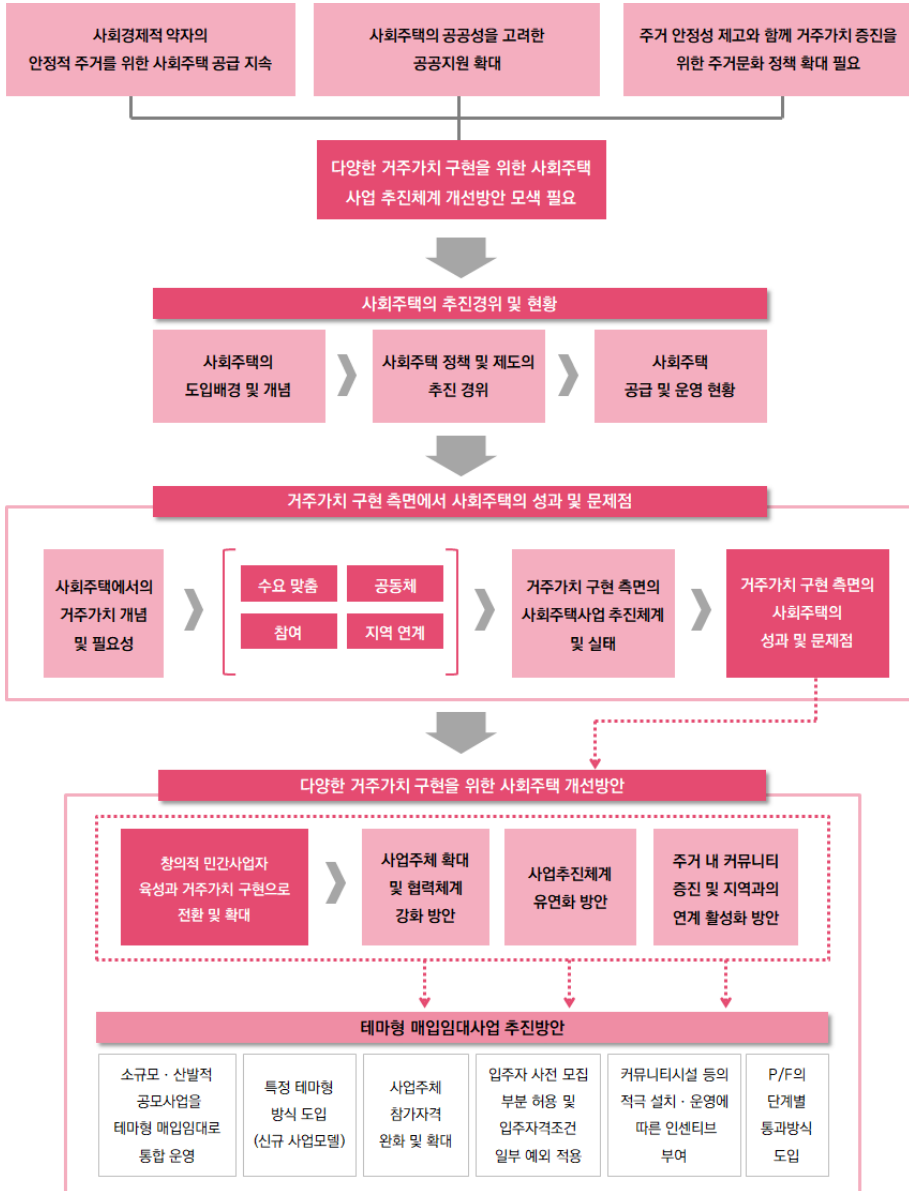 사회경제적 약자의
안정적 주거를 위한 사회주택 공급 지속
사회주택의 공공성을 고려한
공공지원 확대
주거 안정성 제고와 함께 거주가치 증진을
위한 주거문화 정책 확대 필요
다양한 거주가치 구현을 위한 사회주택
사업 추진체계 개선방안 모색 필요
사회주택의 추진경위 및 현황
사회주택의
도입배경 및 개념
사회주택 정책 및 제도의
추진 경위
사회주택
공급 및 운영 현황
거주가치 구현 측면에서 사회주택의 성과 및 문제점
사회주택에서의
거주가치 개념
및 필요성
수요 맞춤
공동체
참여
지역 연계
거주가치 구현 측면의
사회주택사업 추진체계
및 실태
거주가치 구현 측면의
사회주택의
성과 및 문제점
다양한 거주가치 구현을 위한 사회주택 개선방안
창의적 민간사업자
육성과 거주가치 구현으로
전환 및 확대
사업주체 확대
및 협력체계
강화 방안
사업추진체계
유연화 방안
주거 내 커뮤니티
증진 및 지역과의
연계 활성화 방안
테마형 매입임대사업 추진방안
소규모 · 산발적
공모사업을
테마형 매입임대로
통합 운영
특정 테마형
방식 도입
(신규 사업모델)
사업주체
참가자격
완화 및 확대
입주자 사전 모집
부분 허용 및
입주자격조건
일부 예외 적용
커뮤니티시설 등의
적극 설치 · 운영에
따른 인센티브
부여
P/F의
단계별
통과방식
도입